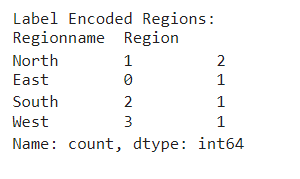 Label Encoded Regions:
Regionname  Region
North       1         2
East        0         1
South       2         1
West        3         1
Name: count, dtype: int64